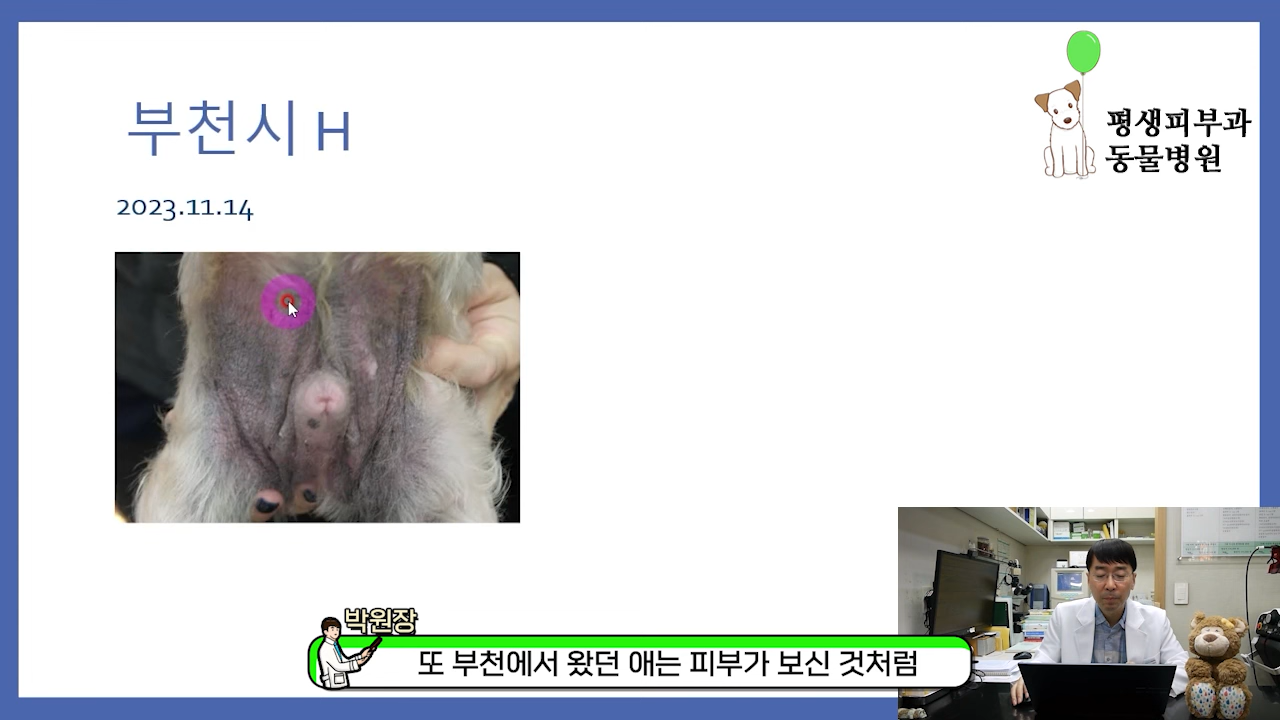 부천시 H
평생피부과
동물병원
2023.11.14
박원장
또 부천에서 왔던 애는 피부가 보신 것처럼